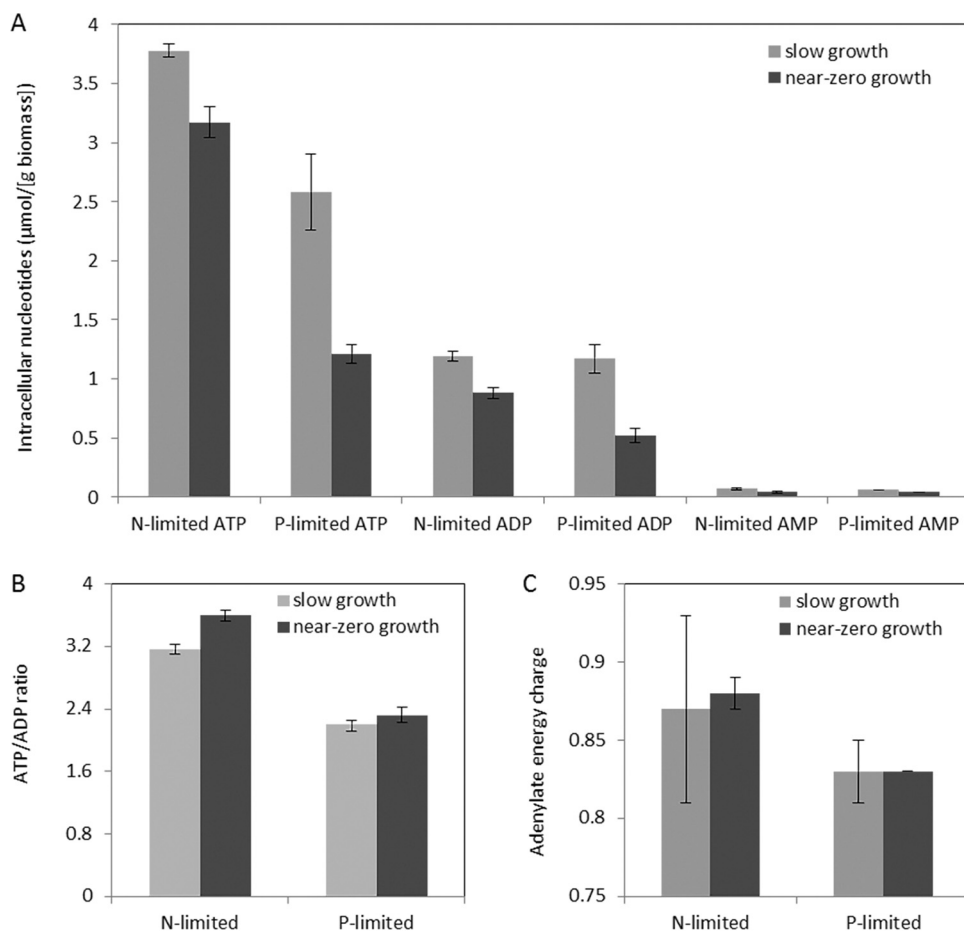 A
Intracellular nucleotides (µmol/[g biomass])
4
3.5
3
2.5
2
1.5
1
0.5
0
slow growth
near-zero growth
N-limited ATP P-limited ATP N-limited ADP P-limited ADP N-limited AMP P-limited AMP
B
ATP/ADP ratio
4
3.2
2.4
1.6
0.8
0
slow growth
near-zero growth
N-limited P-limited
C
Adenylate energy charge
0.95
0.9
0.85
0.8
0.75
slow growth
near-zero growth
N-limited P-limited